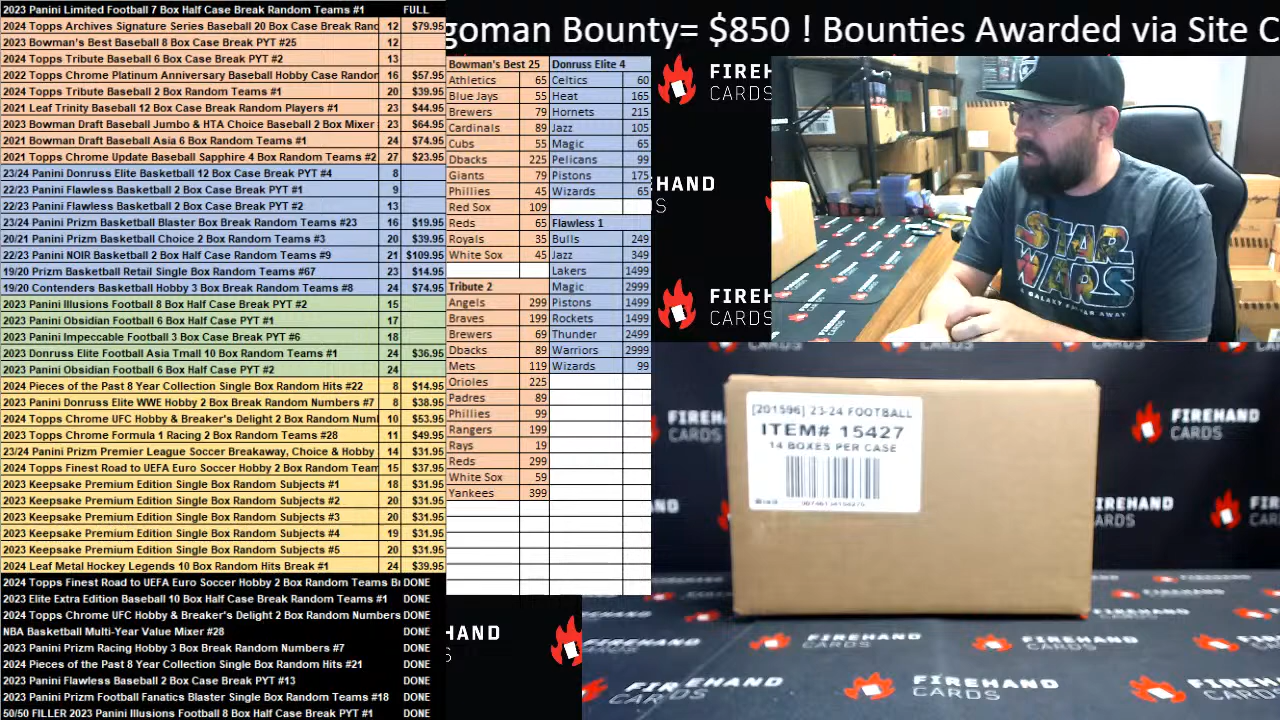 2023 Panini Limited Football 7 Box Half Case Break Random Teams #1 FULL
2024 Topps Archives Signature Series Baseball 20 Box Case Break Rand 12 $79.95
2023 Bowman's Best Baseball 8 Box Case Break PYT #25 12
2024 Topps Tribute Baseball 6 Box Case Break PYT #2 13
2022 Topps Chrome Platinum Anniversary Baseball Hobby Case Randor 16 $57.95
2024 Topps Tribute Baseball 2 Box Random Teams #1 20 $39.95
2021 Leaf Trinity Baseball 12 Box Case Break Random Players #1 23 $44.95
2023 Bowman Draft Baseball Jumbo & HTA Choice Baseball 2 Box Mixer 23 $64.95
2021 Bowman Draft Baseball Asia 6 Box Random Teams #1 24 $74.95
2021 Topps Chrome Update Baseball Sapphire 4 Box Random Teams #2 27 $23.95
23/24 Panini Donruss Elite Basketball 12 Box Case Break PYT #4 8
22/23 Panini Flawless Basketball 2 Box Case Break PYT #1 9
22/23 Panini Flawless Basketball 2 Box Case Break PYT #2 13
23/24 Panini Prizm Basketball Blaster Box Break Random Teams #23 16 $19.95
20/21 Panini Prizm Basketball Choice 2 Box Random Teams #3 20 $39.95
22/23 Panini NOIR Basketball 2 Box Random Teams #9 21 $109.95
19/20 Prizm Basketball Retail Single Box Random Teams #67 23 $14.95
19/20 Contenders Basketball Hobby 3 Box Break Random Teams #8 24 $74.95
2023 Panini Illusions Football 8 Box Half Case Break PYT #2 15
2023 Panini Obsidian Football 6 Box Half Case PYT #1 17
2023 Panini Impeccable Football 3 Box Case Break PYT #6 18
2023 Donruss Elite Football Asia Tmall 10 Box Random Teams #1 24 $36.95
2023 Panini Obsidian Football 6 Box Half Case PYT #2 24
2024 Pieces of the Past 8 Year Collection Single Box Random Hits #22 8 $14.95
2023 Panini Donruss Elite WWE Hobby 2 Box Break Random Numbers #7 8 $38.95
2024 Topps Chrome UFC Hobby & Breaker's Delight 2 Box Random Numl 10 $53.95
2023 Topps Chrome Formula 1 Racing 2 Box Random Teams #28 11 $49.95
23/24 Panini Prizm Premier League Soccer Breakaway, Choice & Hobby 14 $31.95
2024 Topps Finest Road to UEFA Euro Soccer Hobby 2 Box Random Team 15 $37.95
2023 Keepsake Premium Edition Single Box Random Subjects #1 18 $31.95
2023 Keepsake Premium Edition Single Box Random Subjects #2 20 $31.95
2023 Keepsake Premium Edition Single Box Random Subjects #3 20 $31.95
2023 Keepsake Premium Edition Single Box Random Subjects #4 19 $31.95
2023 Keepsake Premium Edition Single Box Random Subjects #5 20 $31.95
2024 Leaf Metal Hockey Legends 10 Box Random Hits Break #1 24 $39.95
2024 Topps Finest Road to UEFA Euro Soccer Hobby 2 Box Random Teams Br DONE
2023 Elite Extra Edition Baseball 10 Box Half Case Break Random Teams #1 DONE
2024 Topps Chrome UFC Hobby & Breaker's Delight 2 Box Random Numbers DONE
NBA Basketball Multi-Year Value Mixer #28 DONE
2023 Panini Prizm Racing Hobby 3 Box Break Random Numbers #7 DONE
2024 Pieces of the Past 8 Year Collection Single Box Random Hits #21 DONE
2023 Panini Flawless Basketball 2 Box Case Break PYT #13 DONE
2023 Panini Prizm Football Fanatics Blaster Single Box Random Teams #18 DONE
50/50 FILLER 2023 Panini Illusions Football 8 Box Half Case Break PYT #1 DONE
goman Bounty= $850 ! Bounties Awarded via Site C
Bowman's Best 25
Athletics 65
Blue Jays 55
Brewers 79
Cardinals 89
Cubs 55
Dbacks 225
Giants 79
Phillies 45
Red Sox 109
Reds 65
Royals 35
White Sox 45
Tribute 2
Angels 299
Braves 199
Brewers 69
Dbacks 89
Mets 119
Orioles 225
Padres 89
Phillies 99
Rangers 199
Rays 19
Reds 299
White Sox 59
Yankees 399
Donruss Elite 4
Celtics 60
Heat 165
Hornets 215
Jazz 105
Magic 65
Pelicans 99
Pistons 175
Wizards 65
Flawless 1
Bulls 249
Jazz 349
Lakers 1499
Magic 2999
Pistons 1499
Rockets 1499
Thunder 2499
Warriors 2999
Wizards 99
FIREH
CARDS
HAND
S
FIREH
CARDS
HAND
STAR
WARS
A GALAXY FAR FAR AWAY
[201596] 23-24 FOOTBALL
ITEM# 15427
14 BOXES PER CASE
FIREHAND
CARDS
FIREHAND
CARDS
FIREHAND
CARDS
FIREHAND
CARDS
FIREHAND
CARDS
FIREHAND
CARDS